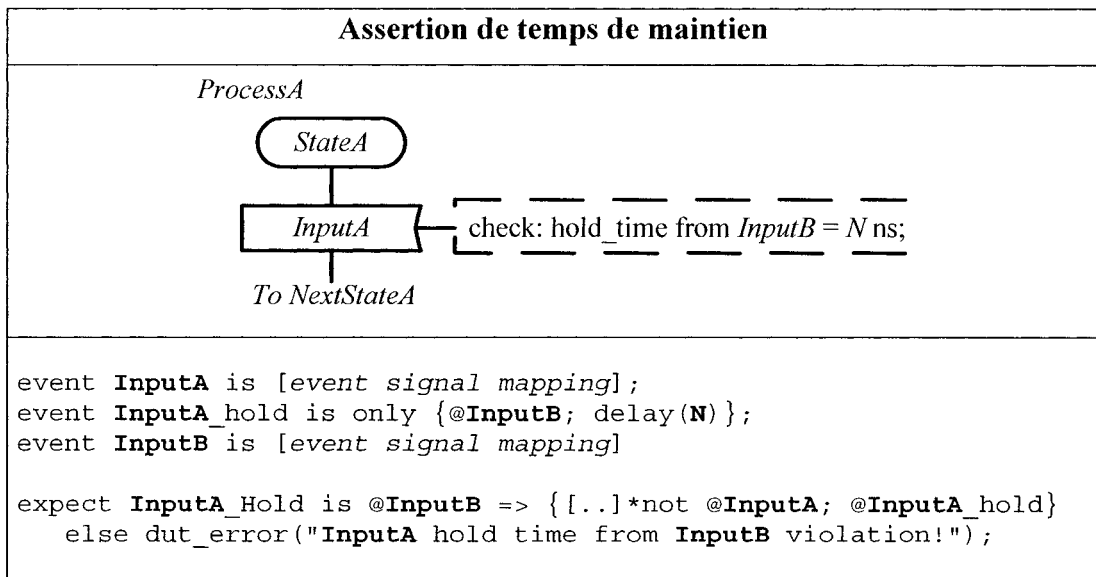 Assertion de temps de maintien
ProcessA
StateA
InputA
check: hold_time from InputB = N ns;
To NextStateA
event InputA is [event signal mapping];
event InputA_hold is only {@InputB; delay(N)};
event InputB is [event signal mapping]
expect InputA_Hold is @InputB => {[..]*not @InputA; @InputA_hold}
else dut_error("InputA hold time from InputB violation!");